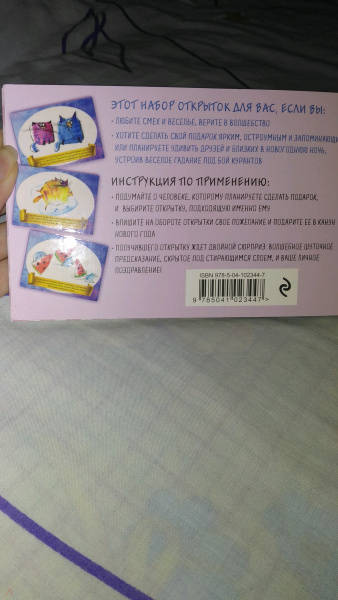 ЭТОТ НАБОР ОТКРЫТОК ДЛЯ ВАС, ЕСЛИ ВЫ:
• ЛЮБИТЕ СМЕХ И ВЕСЕЛЬЕ, ВЕРИТЕ В ВОЛШЕБСТВО
• ХОТИТЕ СДЕЛАТЬ СВОЙ ПОДАРОК ЯРКИМ, ОСТРОУМНЫМ И ЗАПОМИНАЮЩ
ИЛИ ПЛАНИРУЕТЕ УДИВИТЬ ДРУЗЕЙ И БЛИЗКИХ В НОВОГОДНЮЮ НОЧЬ,
УСТРОИВ ВЕСЕЛОЕ ГАДАНИЕ ПОД БОЙ КУРАНТОВ
ИНСТРУКЦИЯ ПО ПРИМЕНЕНИЮ:
• ПОДУМАЙТЕ О ЧЕЛОВЕКЕ, КОТОРОМУ ПЛАНИРУЕТЕ СДЕЛАТЬ ПОДАРОК,
И ВЫБЕРИТЕ ОТКРЫТКУ, ПОДХОДЯЩУЮ ИМЕННО ЕМУ
• ВПИШИТЕ НА ОБОРОТЕ ОТКРЫТКИ СВОЕ ПОЖЕЛАНИЕ И ПОДАРИТЕ ЕЕ В КАНУН
НОВОГО ГОДА
• ПОЛУЧИВШЕГО ОТКРЫТКУ ЖДЕТ ДВОЙНОЙ СЮРПРИЗ: ВОЛШЕБНОЕ ШУТОЧНОЕ
ПРЕДСКАЗАНИЕ, СКРЫТОЕ ПОД СТИРАЮЩИМСЯ СЛОЕМ, И ВАШЕ ЛИЧНОЕ
ПОЗДРАВЛЕНИЕ!
ISBN 978-5-04-102344-7
9 785041 023447 >